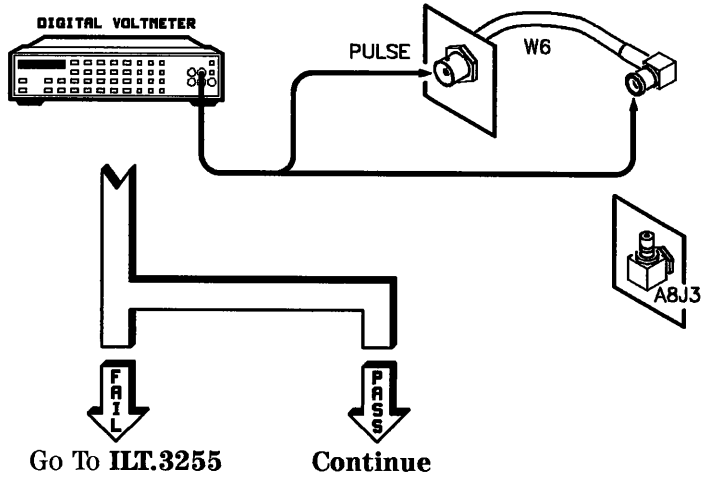 DIGITAL VOLTMETER
PULSE
W6
A8J3
FAIL
PASS
Go To ILT.3255
Continue